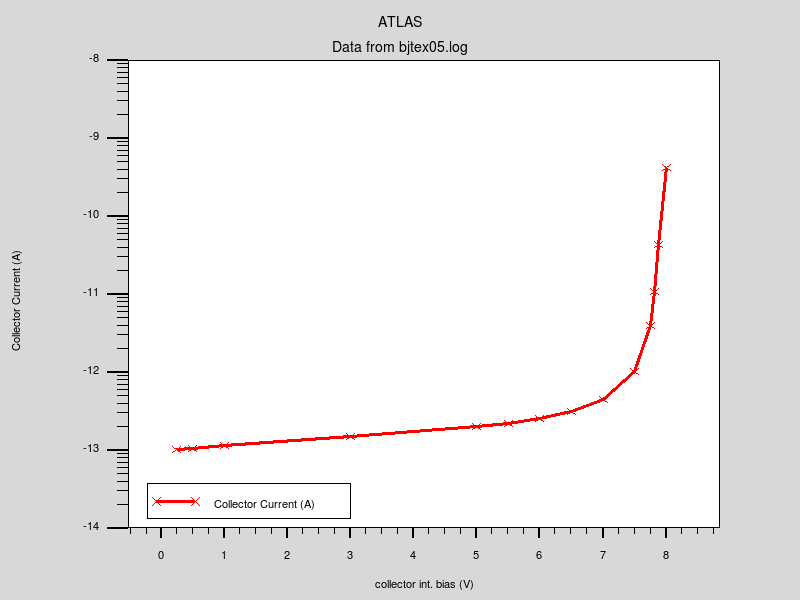 ATLAS
Data from bjtex05.log
-8
-9
-10
-11
-12
-13
-14
Collector Current (A)
Collector Current (A)
0 1 2 3 4 5 6 7 8
collector int. bias (V)